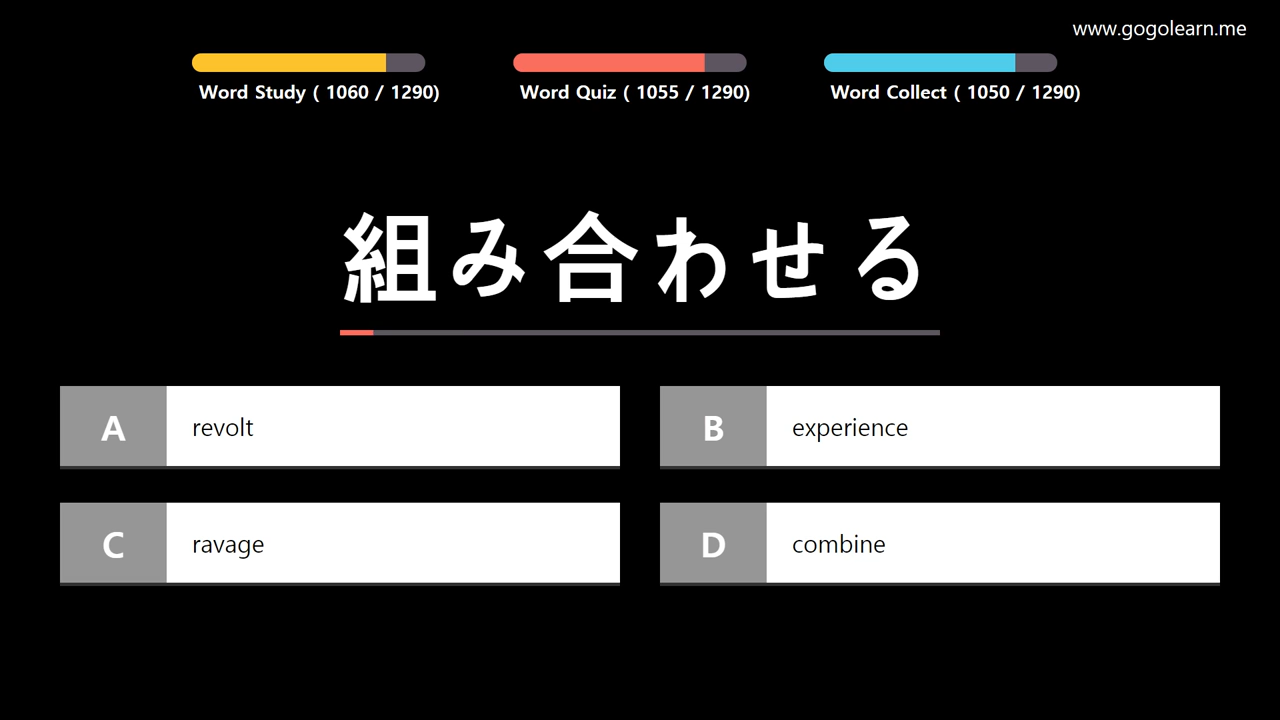 www.gogolearn.me
Word Study ( 1060 / 1290)
Word Quiz ( 1055 / 1290)
Word Collect ( 1050 / 1290)
組み合わせる
A revolt
B experience
C ravage
D combine